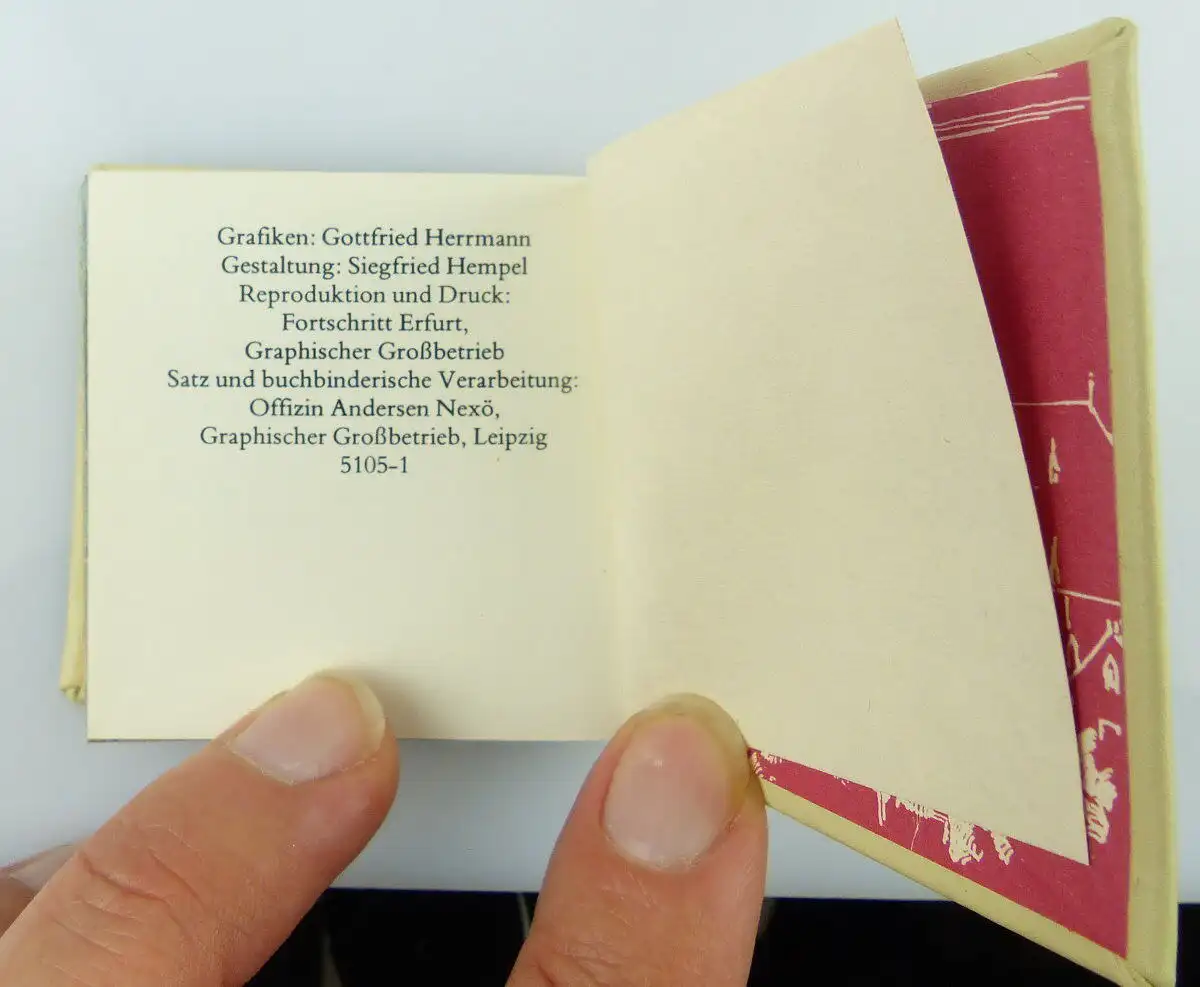 Grafiken: Gottfried Herrmann
Gestaltung: Siegfried Hempel
Reproduktion und Druck:
Fortschritt Erfurt,
Graphischer Großbetrieb
Satz und buchbinderische Verarbeitung:
Offizin Andersen Nexö,
Graphischer Großbetrieb, Leipzig
5105-1